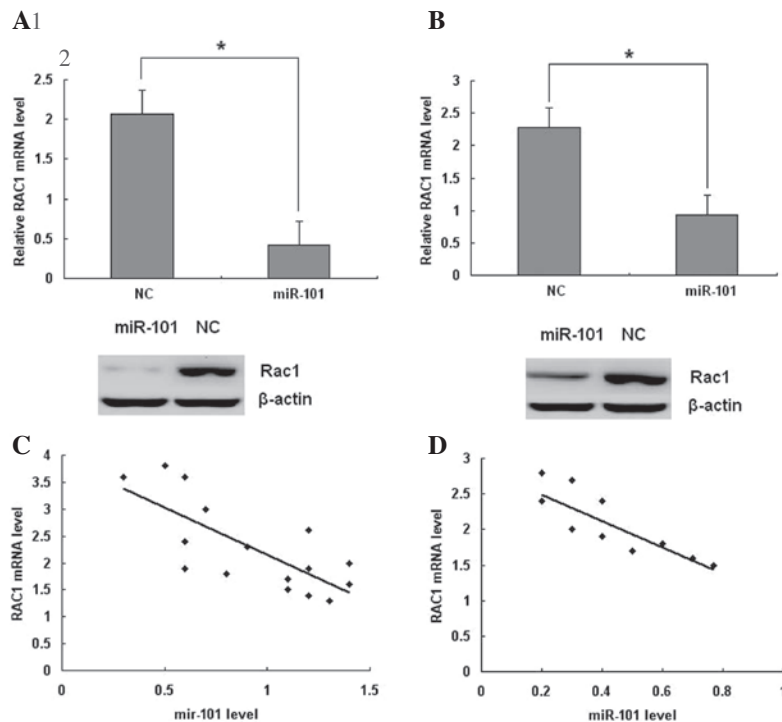 A1
2
Relative RAC1 mRNA level
2.5
2
1.5
1
0.5
0
*
NC
miR-101
miR-101 NC
Rac1
β-actin
B
Relative RAC1 mRNA level
3
2.5
2
1.5
1
0.5
0
*
NC
miR-101
miR-101 NC
Rac1
β-actin
C
RAC1 mRNA level
4
3.5
3
2.5
2
1.5
1
0.5
0
0
0.5
1
1.5
mir-101 level
D
RAC1 mRNA level
3
2.5
2
1.5
1
0.5
0
0
0.2
0.4
0.6
0.8
1
miR-101 level